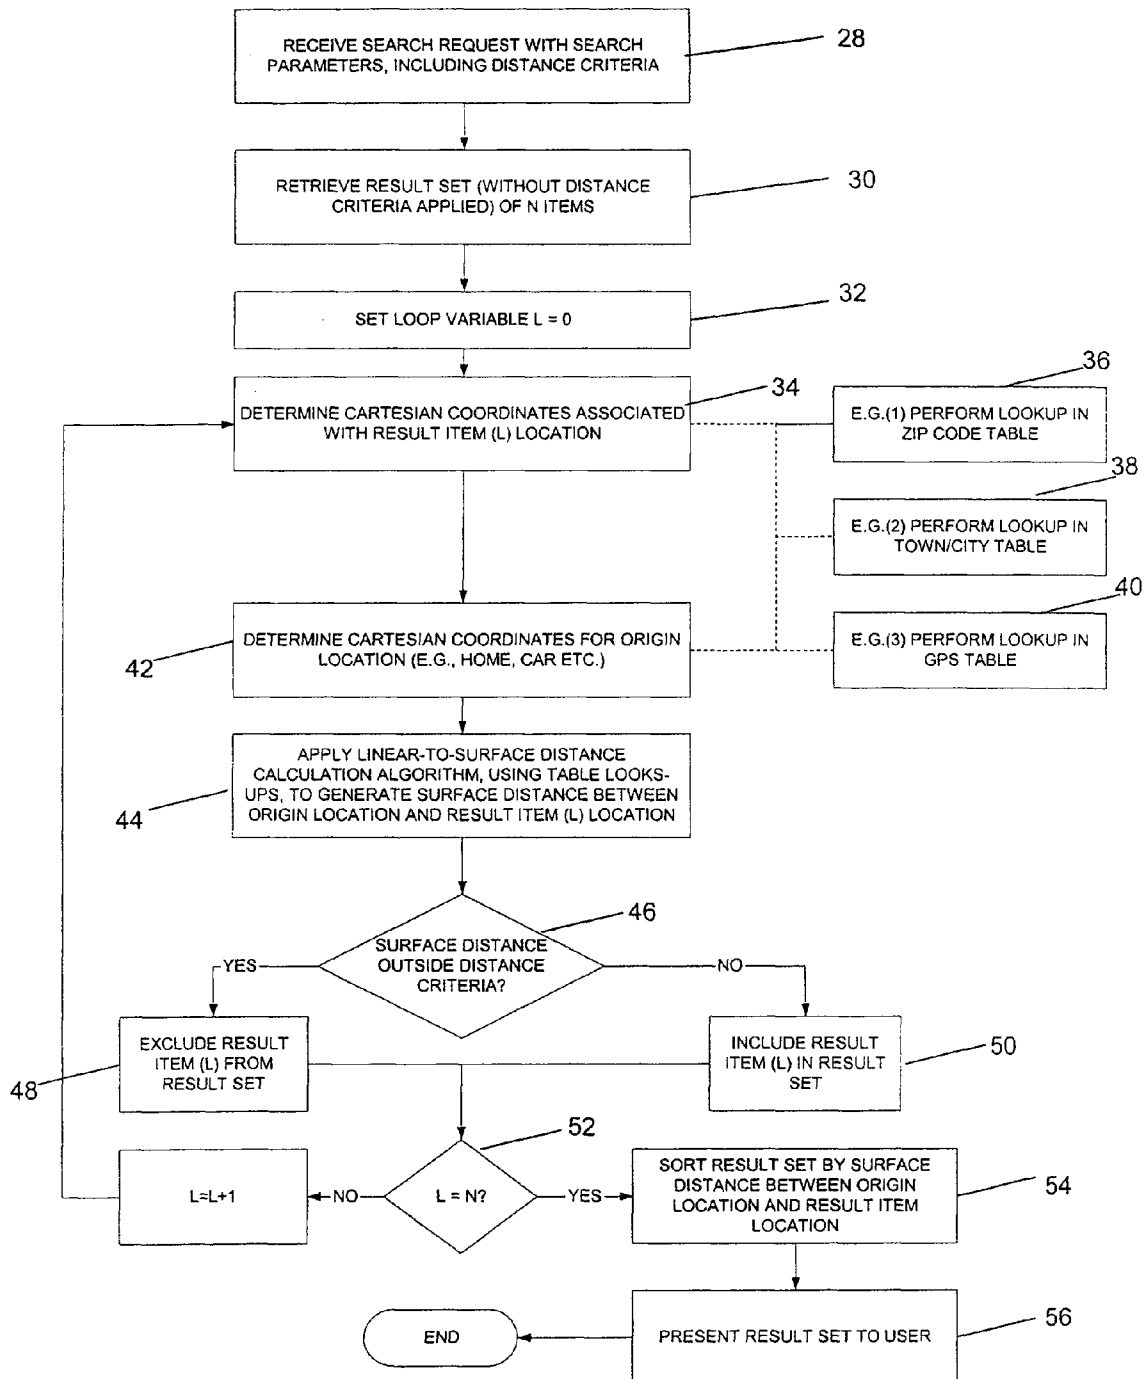 RECEIVE SEARCH REQUEST WITH SEARCH
PARAMETERS, INCLUDING DISTANCE CRITERIA
28
RETRIEVE RESULT SET (WITHOUT DISTANCE
CRITERIA APPLIED) OF N ITEMS
30
SET LOOP VARIABLE L = 0
32
DETERMINE CARTESIAN COORDINATES ASSOCIATED
WITH RESULT ITEM (L) LOCATION
34
36
E.G.(1) PERFORM LOOKUP IN
ZIP CODE TABLE
38
E.G.(2) PERFORM LOOKUP IN
TOWN/CITY TABLE
40
E.G.(3) PERFORM LOOKUP IN
GPS TABLE
DETERMINE CARTESIAN COORDINATES FOR ORIGIN
LOCATION (E.G., HOME, CAR ETC.)
42
APPLY LINEAR-TO-SURFACE DISTANCE
CALCULATION ALGORITHM, USING TABLE LOOKS-
UPS, TO GENERATE SURFACE DISTANCE BETWEEN
ORIGIN LOCATION AND RESULT ITEM (L) LOCATION
44
46
SURFACE DISTANCE
OUTSIDE DISTANCE
CRITERIA?
YES
NO
EXCLUDE RESULT
ITEM (L) FROM
RESULT SET
48
INCLUDE RESULT
ITEM (L) IN RESULT
SET
50
52
L = N?
NO
YES
L=L+1
SORT RESULT SET BY SURFACE
DISTANCE BETWEEN ORIGIN
LOCATION AND RESULT ITEM
LOCATION
54
PRESENT RESULT SET TO USER
56
END